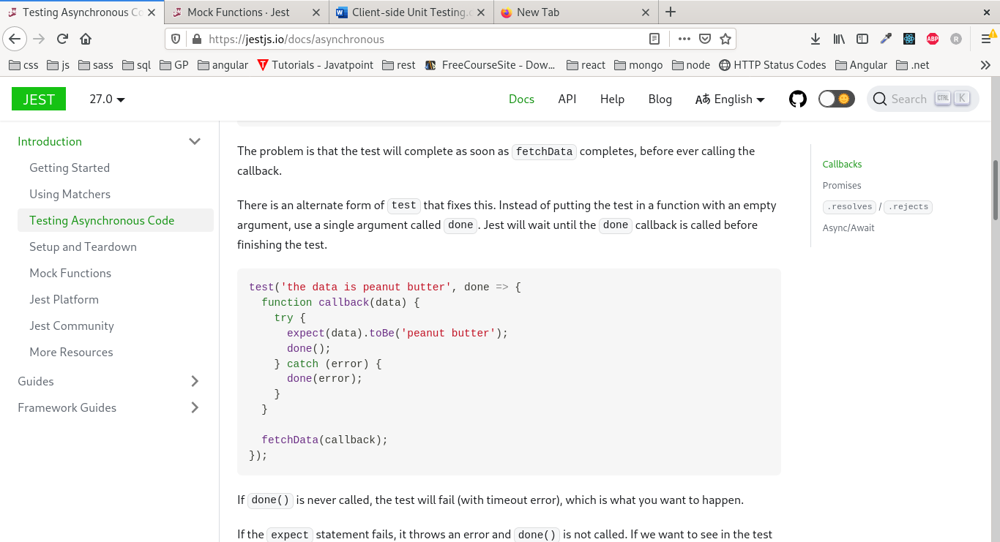 Testing Asynchronous Co
Mock Functions · Jest
Client-side Unit Testing.
New Tab
https://jestjs.io/docs/asynchronous
ABP
R
css
js
sass
sql
GP
angular
Tutorials - Javatpoint
rest
FreeCourseSite - Dow...
react
mongo
node
HTTP Status Codes
Angular
.net
JEST
27.0
Docs
API
Help
Blog
English
Search
CTRL
K
Introduction
Getting Started
Using Matchers
Testing Asynchronous Code
Setup and Teardown
Mock Functions
Jest Platform
Jest Community
More Resources
Guides
Framework Guides
The problem is that the test will complete as soon as fetchData completes, before ever calling the
callback.
There is an alternate form of test that fixes this. Instead of putting the test in a function with an empty
argument, use a single argument called done. Jest will wait until the done callback is called before
finishing the test.
test('the data is peanut butter', done => {
  function callback(data) {
    try {
      expect(data).toBe('peanut butter');
      done();
    } catch (error) {
      done(error);
    }
  }
  fetchData(callback);
});
If done() is never called, the test will fail (with timeout error), which is what you want to happen.
If the expect statement fails, it throws an error and done() is not called. If we want to see in the test
Callbacks
Promises
.resolves / .rejects
Async/Await